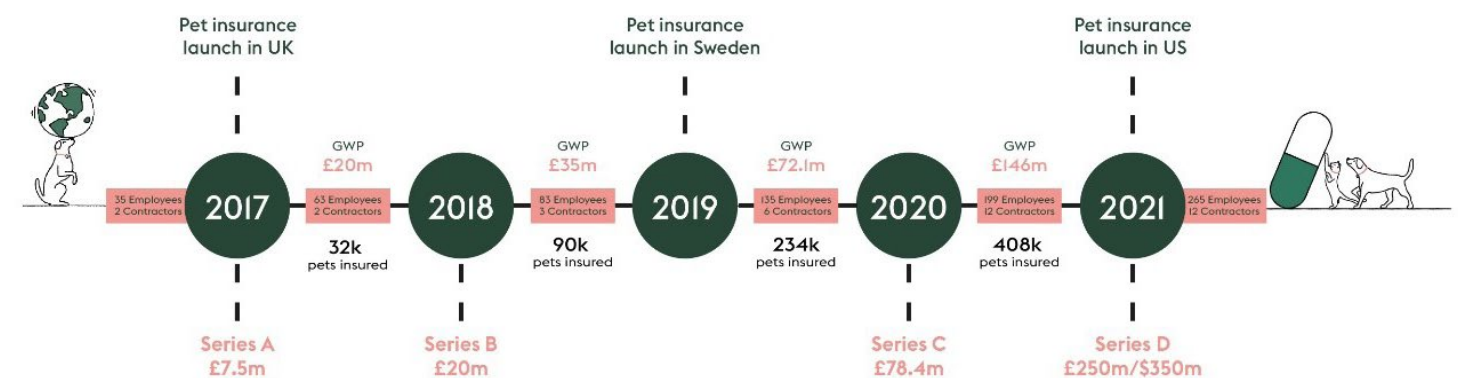 Pet insurance
launch in UK
Pet insurance
launch in Sweden
Pet insurance
launch in US
GWP
£20m
GWP
£35m
GWP
£72.1m
GWP
£146m
35 Employees
2 Contractors
2017
63 Employees
2 Contractors
2018
83 Employees
3 Contractors
2019
135 Employees
6 Contractors
2020
199 Employees
12 Contractors
2021
265 Employees
12 Contractors
32k
pets insured
90k
pets insured
234k
pets insured
408k
pets insured
Series A
£7.5m
Series B
£20m
Series C
£78.4m
Series D
£250m/$350m